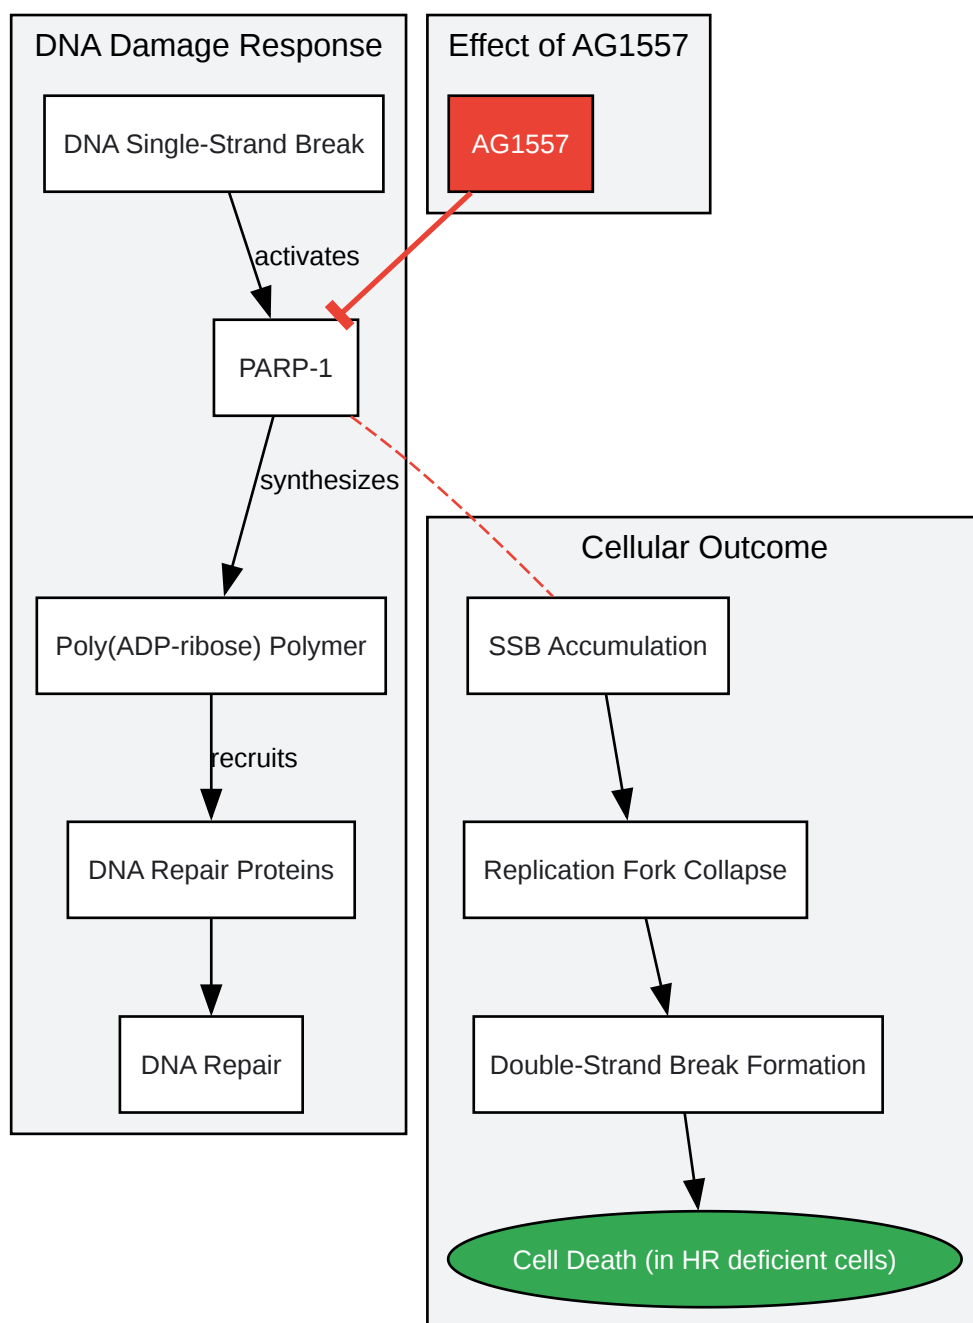 DNA Damage Response
DNA Single-Strand Break
activates
PARP-1
synthesizes
Poly(ADP-ribose) Polymer
recruits
DNA Repair Proteins
DNA Repair
Effect of AG1557
AG1557
Cellular Outcome
SSB Accumulation
Replication Fork Collapse
Double-Strand Break Formation
Cell Death (in HR deficient cells)